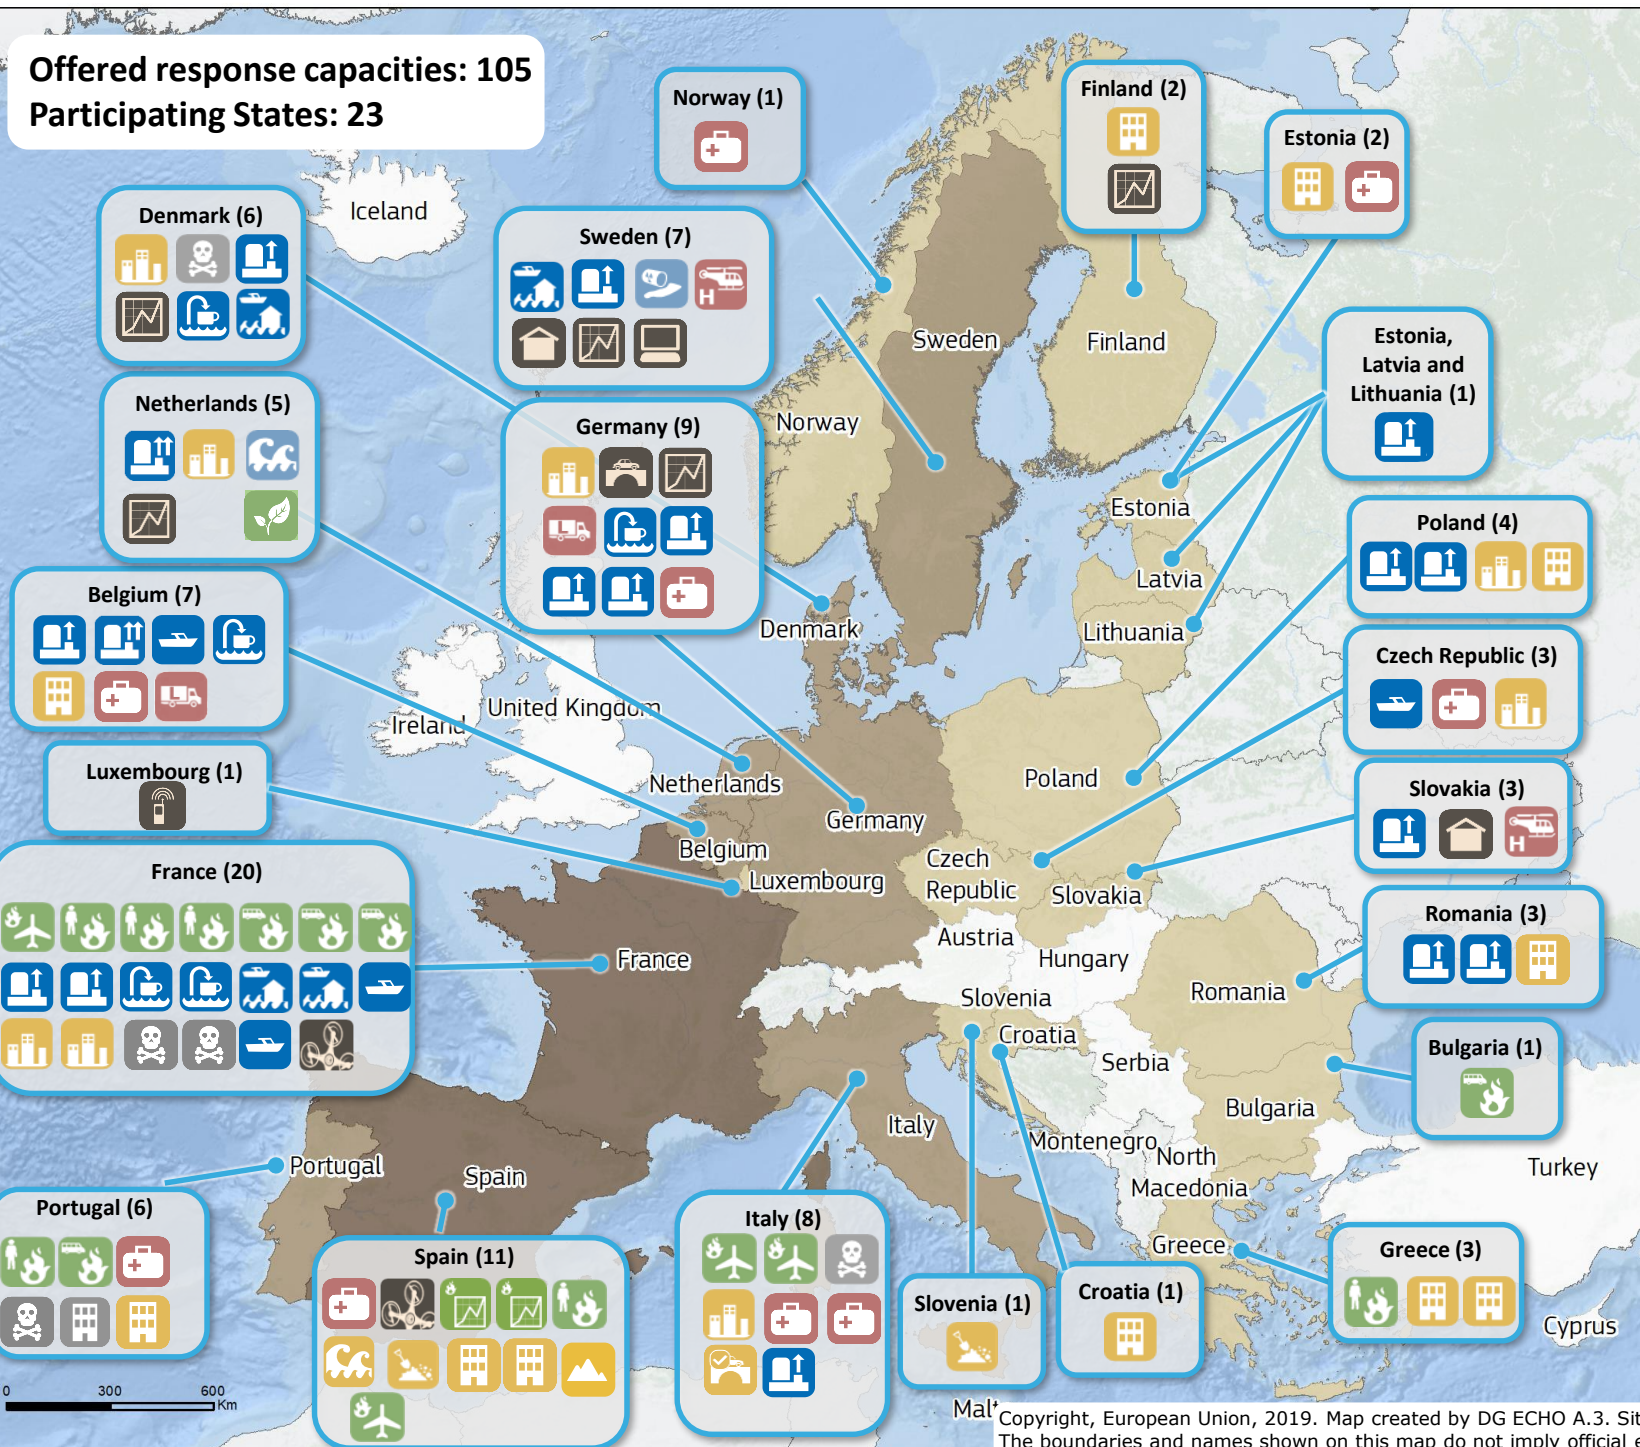 Offered response capacities: 105
Participating States: 23
Norway (1)
Finland (2)
Estonia (2)
Denmark (6)
Iceland
Sweden (7)
H
Estonia,
Latvia and
Lithuania (1)
Sweden
Finland
Netherlands (5)
Germany (9)
L
Norway
Estonia
Poland (4)
Latvia
Belgium (7)
L
Denmark
Lithuania
Czech Republic (3)
Ireland
United Kingdom
Luxembourg (1)
Netherlands
Poland
Slovakia (3)
H
Germany
Belgium
Czech
Republic
Luxembourg
Slovakia
France (20)
Romania (3)
Austria
France
Hungary
Romania
Slovenia
Croatia
Serbia
Bulgaria (1)
Bulgaria
Italy
Montenegro
North
Macedonia
Turkey
Portugal
Spain
Portugal (6)
Italy (8)
Greece
Greece (3)
Spain (11)
Slovenia (1)
Croatia (1)
Cyprus
0 300 600
Km
Malt
Copyright, European Union, 2019. Map created by DG ECHO A.3. Sit
The boundaries and names shown on this map do not imply official e